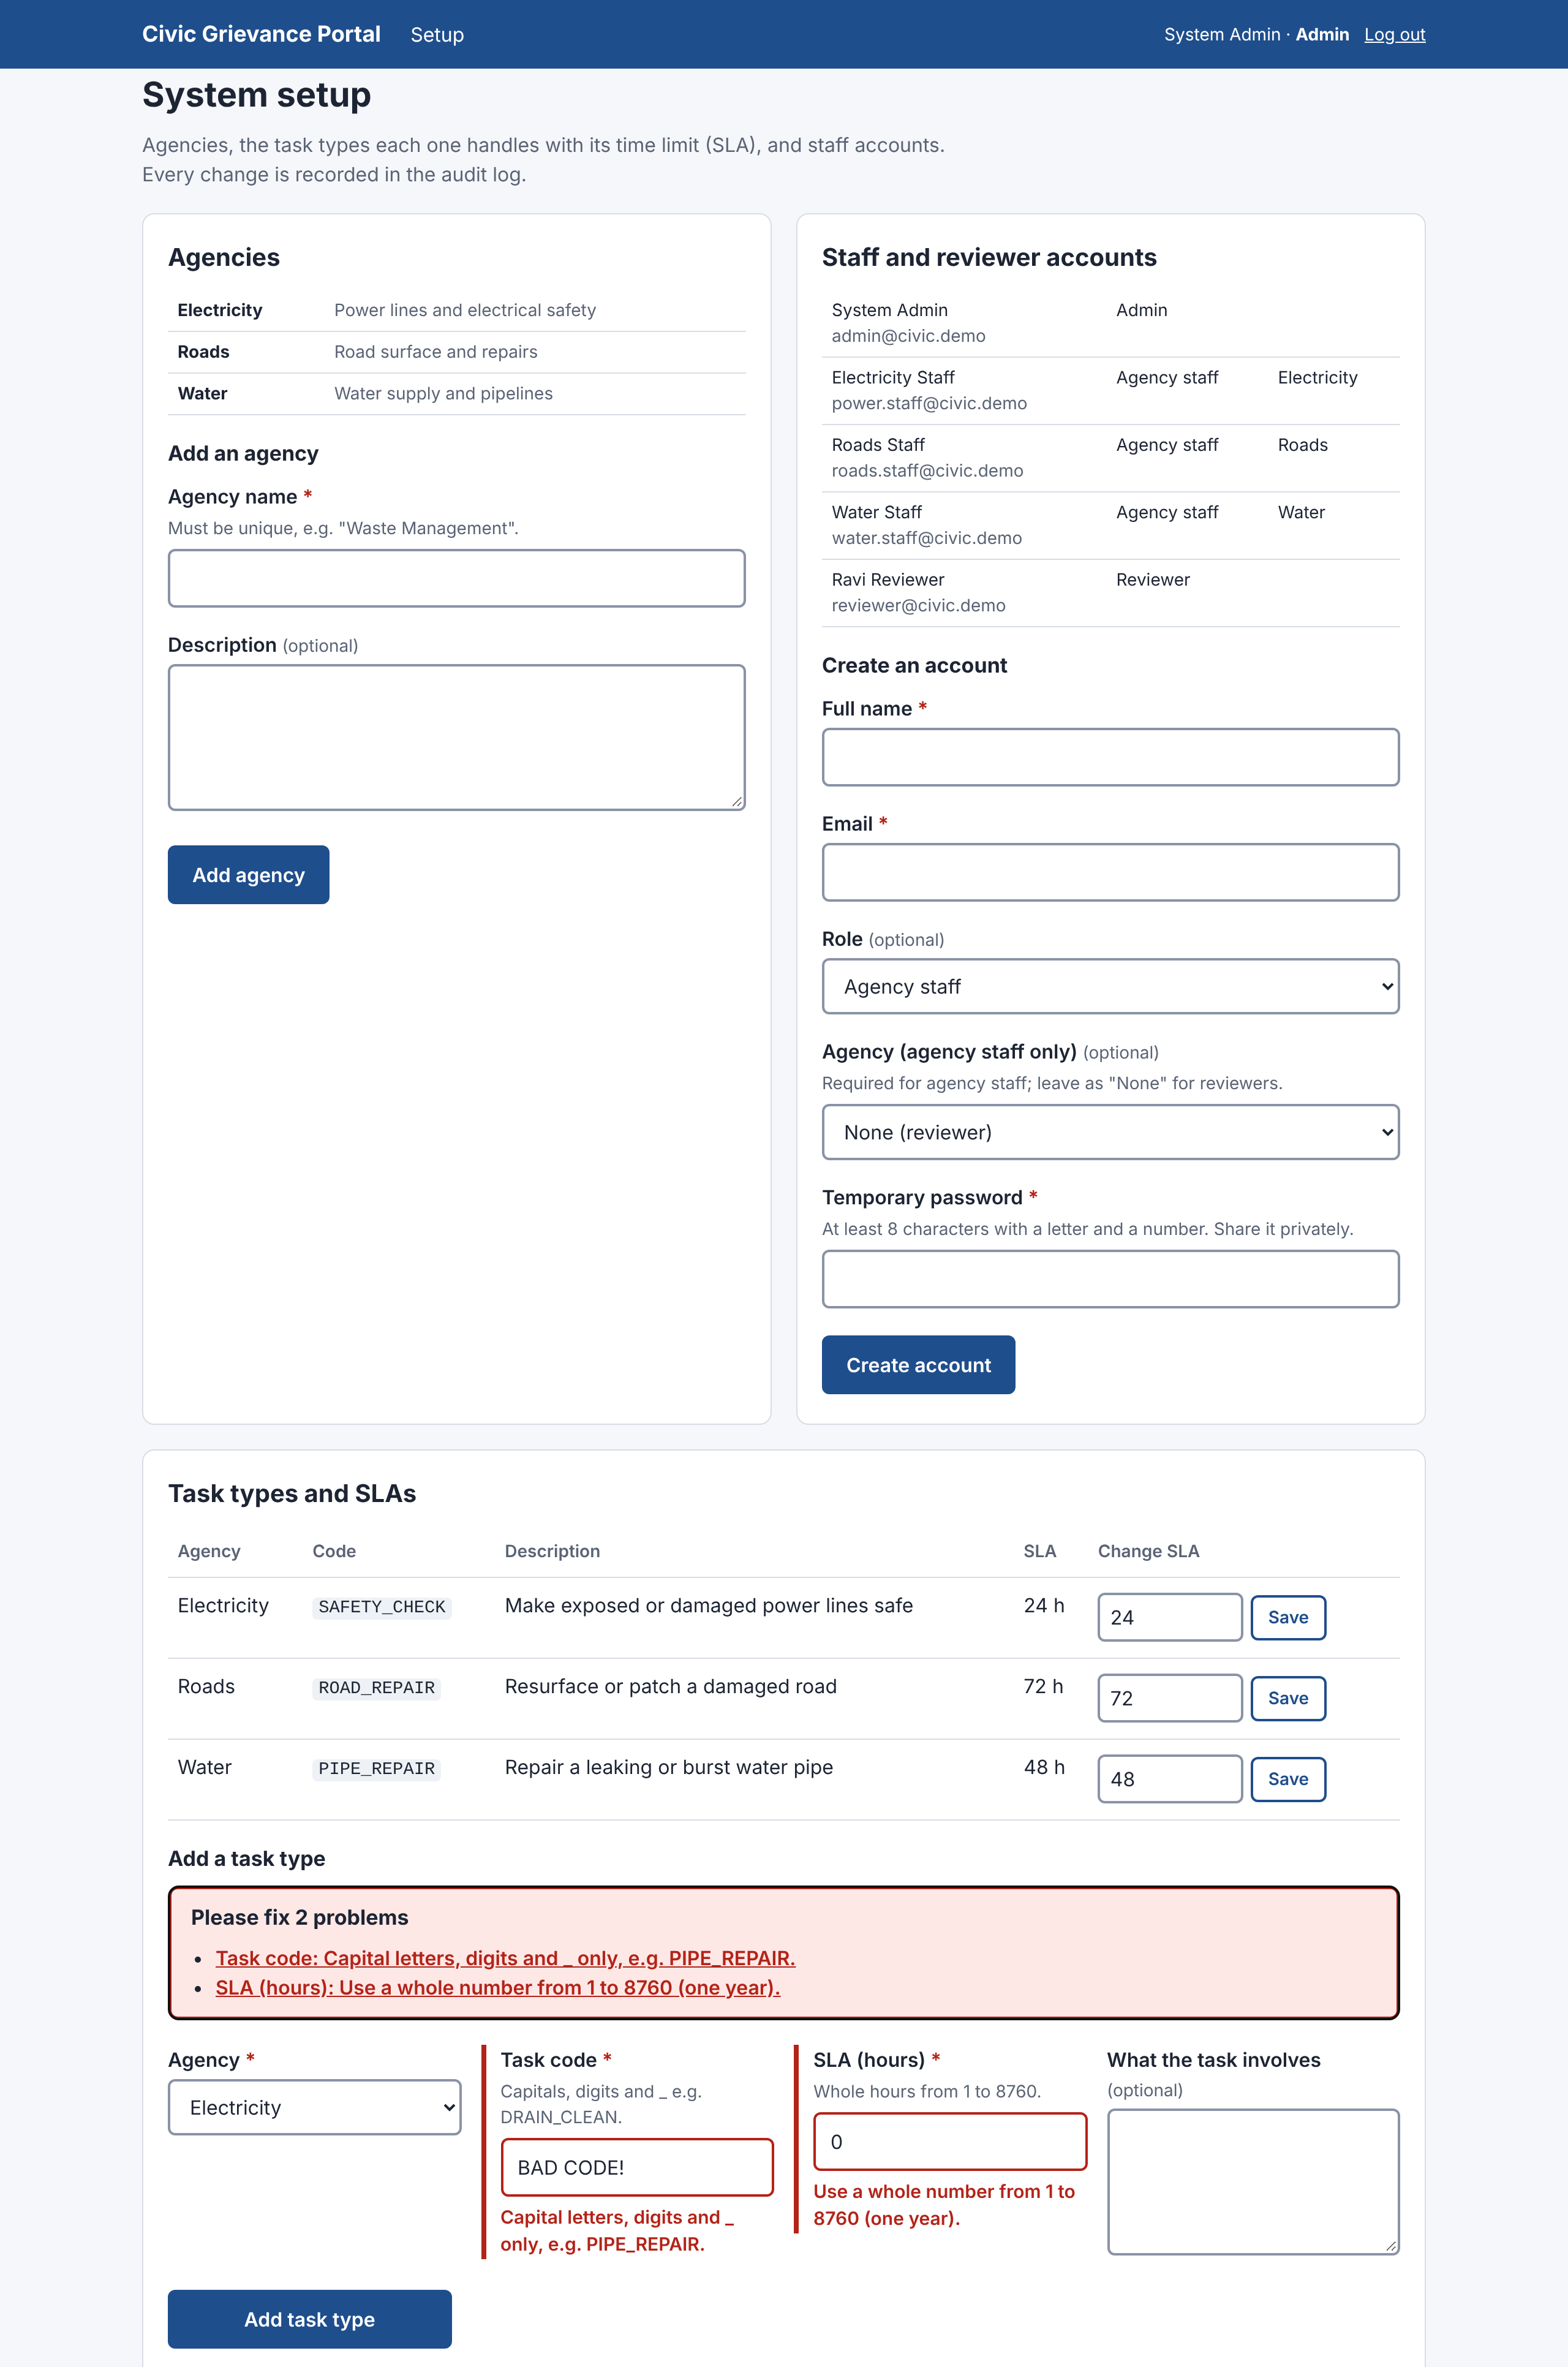 Civic Grievance Portal Setup System Admin · Admin Log out
System setup
Agencies, the task types each one handles with its time limit (SLA), and staff accounts.
Every change is recorded in the audit log.
Agencies
Electricity Power lines and electrical safety
Roads Road surface and repairs
Water Water supply and pipelines
Add an agency
Agency name *
Must be unique, e.g. "Waste Management".
Description (optional)
Add agency
Staff and reviewer accounts
System Admin Admin
admin@civic.demo
Electricity Staff Agency staff Electricity
power.staff@civic.demo
Roads Staff Agency staff Roads
roads.staff@civic.demo
Water Staff Agency staff Water
water.staff@civic.demo
Ravi Reviewer Reviewer
reviewer@civic.demo
Create an account
Full name *
Email *
Role (optional)
Agency staff
Agency (agency staff only) (optional)
Required for agency staff; leave as "None" for reviewers.
None (reviewer)
Temporary password *
At least 8 characters with a letter and a number. Share it privately.
Create account
Task types and SLAs
Agency Code Description SLA Change SLA
Electricity SAFETY_CHECK Make exposed or damaged power lines safe 24 h 24 Save
Roads ROAD_REPAIR Resurface or patch a damaged road 72 h 72 Save
Water PIPE_REPAIR Repair a leaking or burst water pipe 48 h 48 Save
Add a task type
Please fix 2 problems
• Task code: Capital letters, digits and _ only, e.g. PIPE_REPAIR.
• SLA (hours): Use a whole number from 1 to 8760 (one year).
Agency *
Electricity
Task code *
Capitals, digits and _ e.g.
DRAIN_CLEAN.
BAD CODE!
Capital letters, digits and _
only, e.g. PIPE_REPAIR.
SLA (hours) *
Whole hours from 1 to 8760.
0
Use a whole number from 1 to
8760 (one year).
What the task involves
(optional)
Add task type